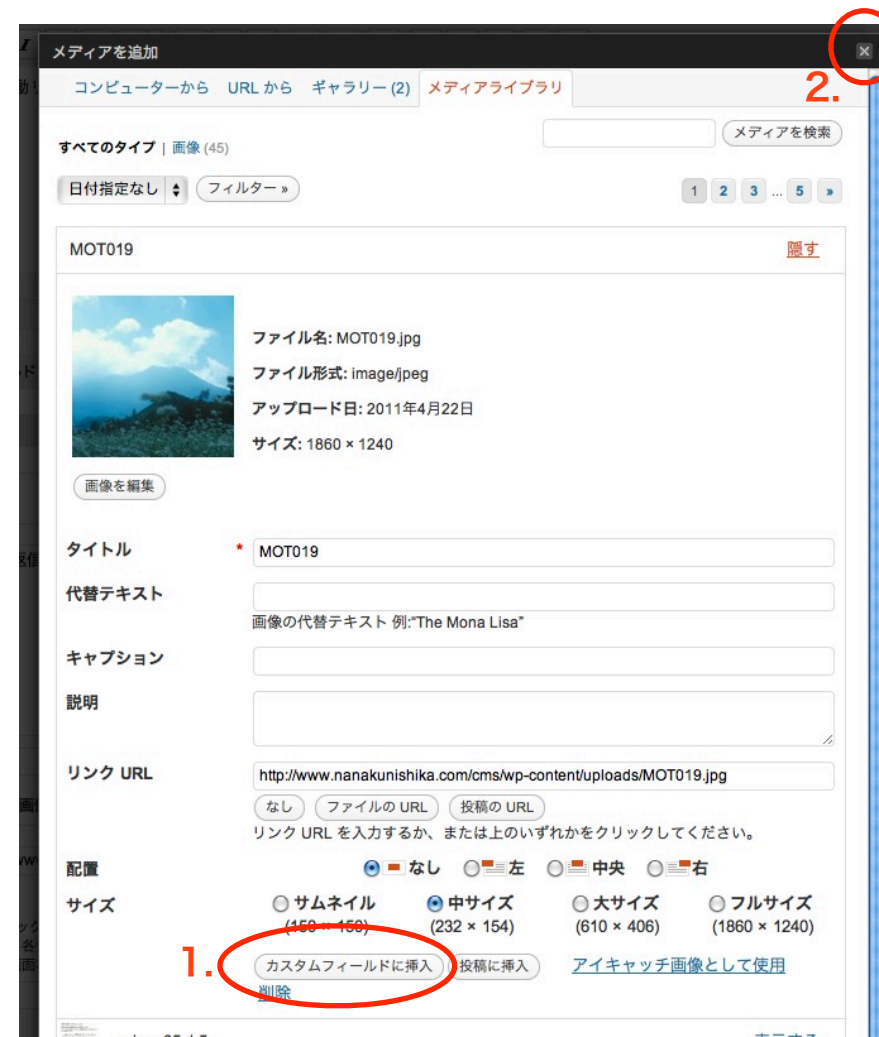 メディアを追加
2.
コンピューターから URL から ギャラリー (2) メディアライブラリ
すべてのタイプ | 画像 (45)
メディアを検索
日付指定なし フィルター »
1 2 3 ... 5 »
MOT019 隠す
ファイル名: MOT019.jpg
ファイル形式: image/jpeg
アップロード日: 2011年4月22日
サイズ: 1860 × 1240
画像を編集
タイトル * MOT019
代替テキスト
画像の代替テキスト 例:“The Mona Lisa”
キャプション
説明
リンク URL http://www.nanakunishika.com/cms/wp-content/uploads/MOT019.jpg
なし ファイルの URL 投稿の URL
リンク URL を入力するか、または上のいずれかをクリックしてください。
配置 なし 左 中央 右
サイズ サムネイル 中サイズ 大サイズ フルサイズ
(150 × 150) (232 × 154) (610 × 406) (1860 × 1240)
1. カスタムフィールドに挿入 投稿に挿入 アイキャッチ画像として使用
削除